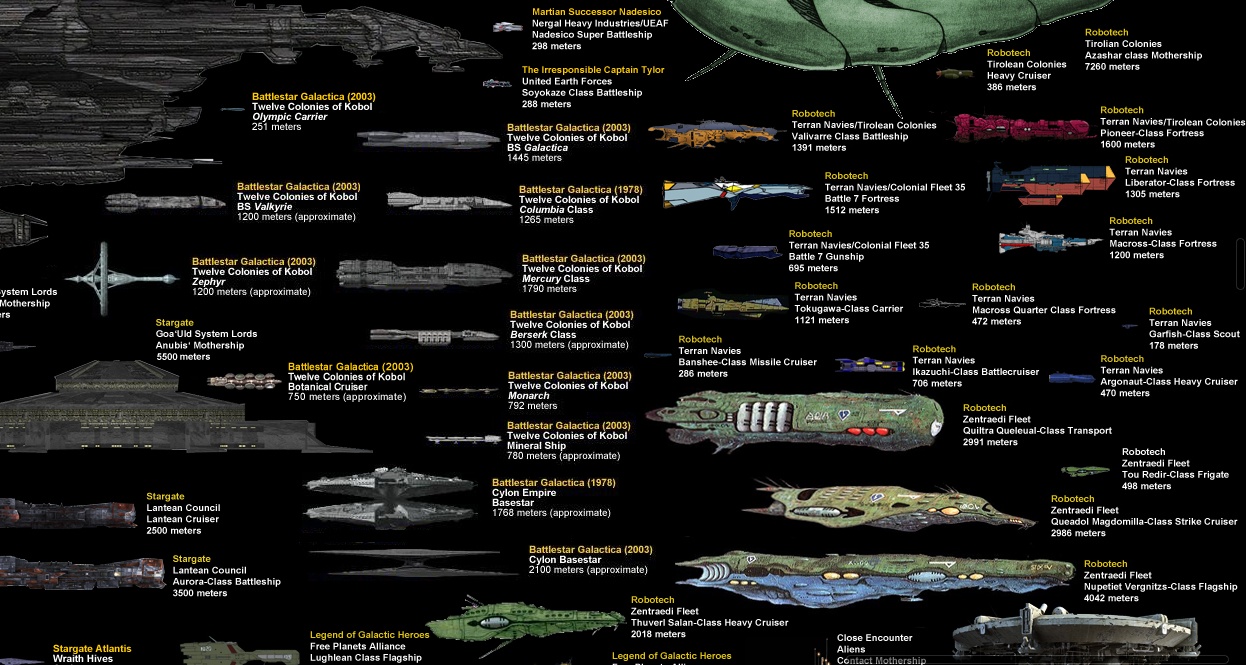 Martian Successor Nadesico
Nergal Heavy Industries/UEAF
Nadesico Super Battleship
298 meters
The Irresponsible Captain Tylor
United Earth Forces
Soyokaze Class Battleship
288 meters
Battlestar Galactica (2003)
Twelve Colonies of Kobol
Olympic Carrier
251 meters
Battlestar Galactica (2003)
Twelve Colonies of Kobol
BS Galactica
1445 meters
Battlestar Galactica (2003)
Twelve Colonies of Kobol
BS Valkyrie
1200 meters (approximate)
Battlestar Galactica (1978)
Twelve Colonies of Kobol
Columbia Class
1265 meters
Battlestar Galactica (2003)
Twelve Colonies of Kobol
Zephyr
1200 meters (approximate)
Battlestar Galactica (2003)
Twelve Colonies of Kobol
Mercury Class
1790 meters
System Lords
Mothership
Stargate
Goa'Uld System Lords
Anubis' Mothership
5500 meters
Battlestar Galactica (2003)
Twelve Colonies of Kobol
Berserk Class
1300 meters (approximate)
Battlestar Galactica (2003)
Twelve Colonies of Kobol
Botanical Cruiser
750 meters (approximate)
Battlestar Galactica (2003)
Twelve Colonies of Kobol
Monarch
792 meters
Battlestar Galactica (2003)
Twelve Colonies of Kobol
Mineral Ship
780 meters (approximate)
Battlestar Galactica (1978)
Cylon Empire
Basestar
1768 meters (approximate)
Stargate
Lantean Council
Lantean Cruiser
2500 meters
Battlestar Galactica (2003)
Cylon Basestar
2100 meters (approximate)
Stargate
Lantean Council
Aurora-Class Battleship
3500 meters
Stargate Atlantis
Wraith Hives
Legend of Galactic Heroes
Free Planets Alliance
Lughlean Class Flagship
Robotech
Tirolian Colonies
Azashar class Mothership
7260 meters
Robotech
Tirolean Colonies
Heavy Cruiser
386 meters
Robotech
Terran Navies/Tirolean Colonies
Valivarre Class Battleship
1391 meters
Robotech
Terran Navies/Tirolean Colonies
Pioneer-Class Fortress
1600 meters
Robotech
Terran Navies
Liberator-Class Fortress
1305 meters
Robotech
Terran Navies/Colonial Fleet 35
Battle 7 Fortress
1512 meters
Robotech
Terran Navies
Macross-Class Fortress
1200 meters
Robotech
Terran Navies/Colonial Fleet 35
Battle 7 Gunship
695 meters
Robotech
Terran Navies
Tokugawa-Class Carrier
1121 meters
Robotech
Terran Navies
Macross Quarter Class Fortress
472 meters
Robotech
Terran Navies
Garfish-Class Scout
178 meters
Robotech
Terran Navies
Banshee-Class Missile Cruiser
286 meters
Robotech
Terran Navies
Ikazuchi-Class Battlecruiser
706 meters
Robotech
Terran Navies
Argonaut-Class Heavy Cruiser
470 meters
Robotech
Zentraedi Fleet
Quiltra Queleual-Class Transport
2991 meters
Robotech
Zentraedi Fleet
Tou Redir-Class Frigate
498 meters
Robotech
Zentraedi Fleet
Queadol Magdomilla-Class Strike Cruiser
2986 meters
Robotech
Zentraedi Fleet
Nupetiet Vergnitzs-Class Flagship
4042 meters
Robotech
Zentraedi Fleet
Thuverl Salan-Class Heavy Cruiser
2018 meters
Legend of Galactic Heroes
Close Encounter
Aliens
Contact Mothership